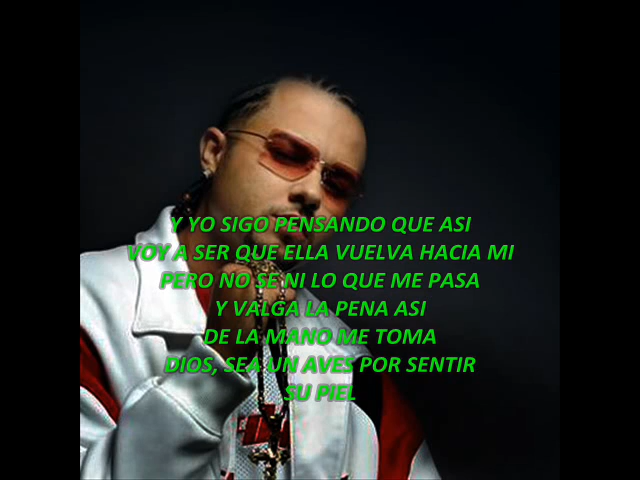 Y YO SIGO PENSANDO QUE ASI
VOY A SER QUE ELLA VUELVA HACIA MI
PERO NO SE NI LO QUE ME PASA
Y VALGA LA PENA ASI
DE LA MANO ME TOMA
DIOS, SEA UN AVES POR SENTIR
SU PIEL